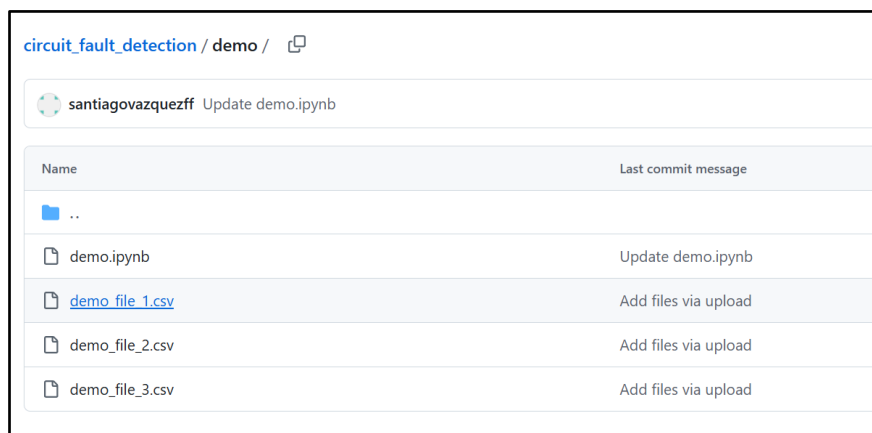 circuit_fault_detection / demo /
santiagovazquezff Update demo.ipynb
Name Last commit message
..
demo.ipynb Update demo.ipynb
demo_file_1.csv Add files via upload
demo_file_2.csv Add files via upload
demo_file_3.csv Add files via upload